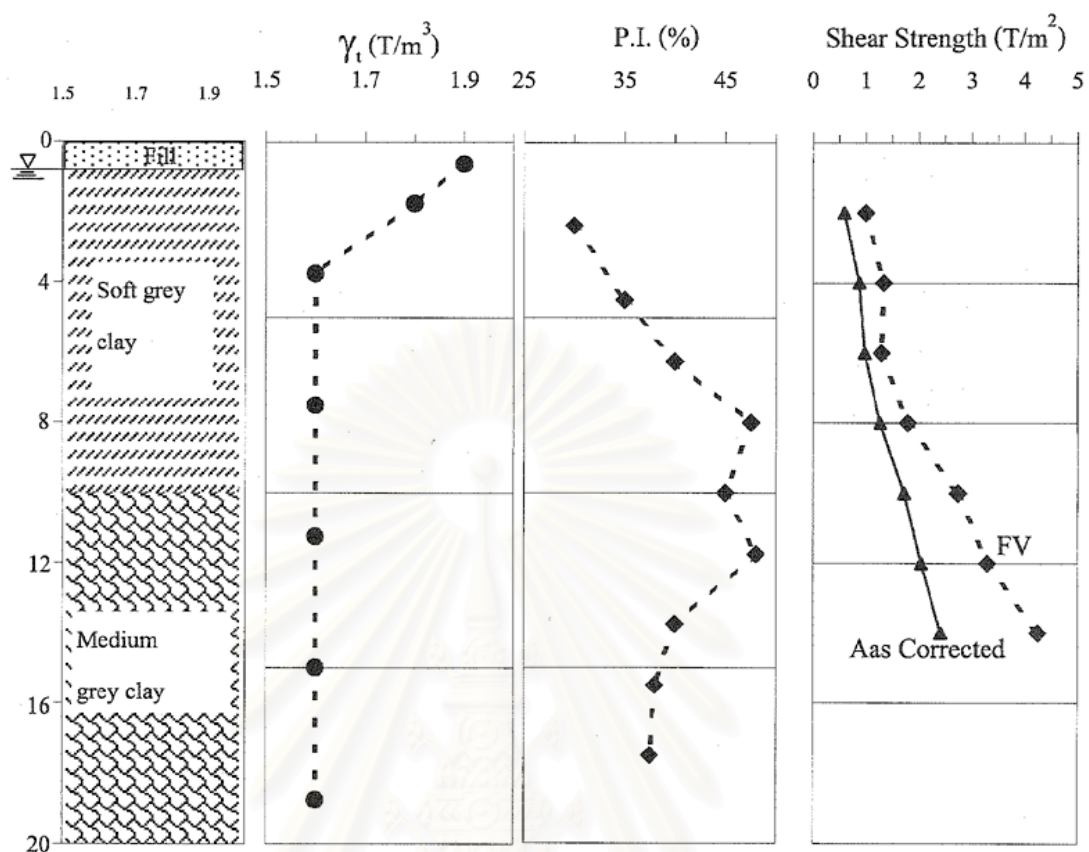 γt (T/m3) P.I. (%) Shear Strength (T/m2)
1.5 1.7 1.9 1.5 1.7 1.9 25 35 45 0 1 2 3 4 5
0
Fill
4
Soft grey
clay
8
12
FV
Medium
Aas Corrected
grey clay
16
20